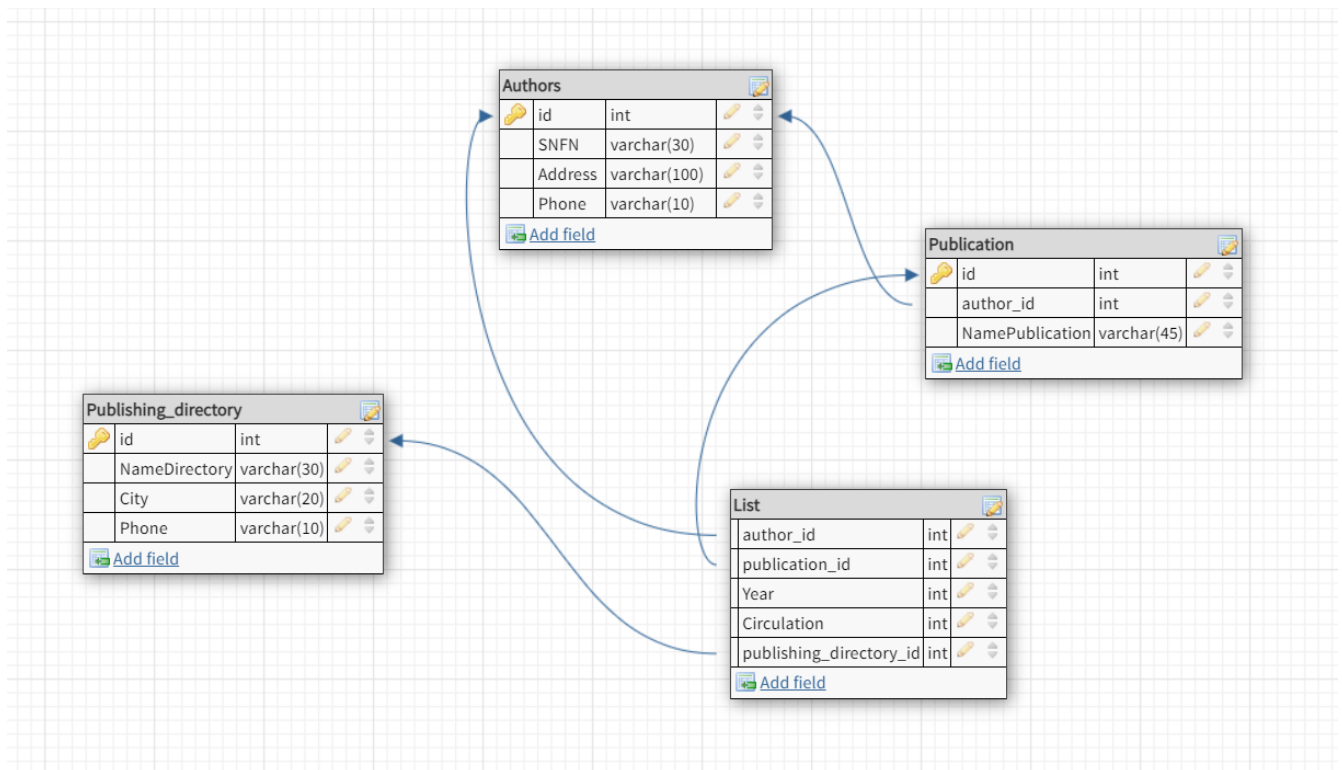 Authors
id int
SNFN varchar(30)
Address varchar(100)
Phone varchar(10)
Add field
Publication
id int
author_id int
NamePublication varchar(45)
Add field
Publishing_directory
id int
NameDirectory varchar(30)
City varchar(20)
Phone varchar(10)
Add field
List
author_id int
publication_id int
Year int
Circulation int
publishing_directory_id int
Add field